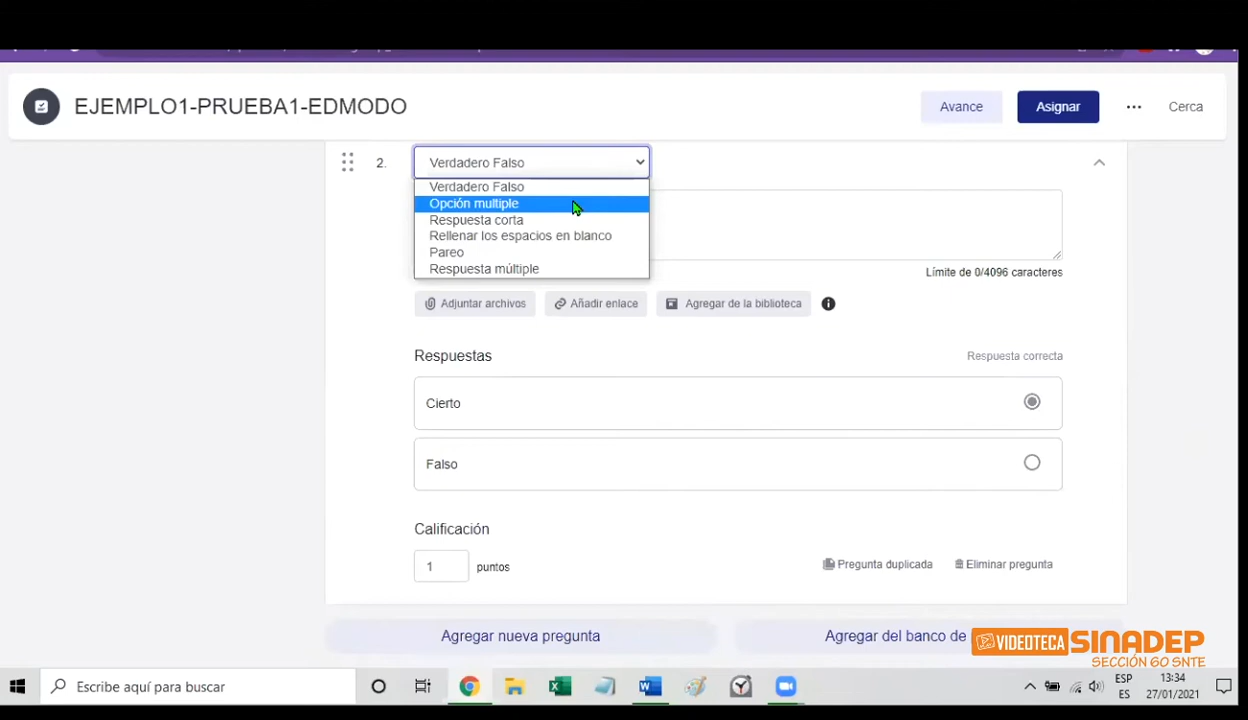 EJEMPLO1-PRUEBA1-EDMODO
Avance
Asignar
Cerca
2.
Verdadero Falso
Verdadero Falso
Opción multiple
Respuesta corta
Rellenar los espacios en blanco
Pareo
Respuesta múltiple
Límite de 0/4096 caracteres
Adjuntar archivos
Añadir enlace
Agregar de la biblioteca
Respuestas
Respuesta correcta
Cierto
Falso
Calificación
1
puntos
Pregunta duplicada
Eliminar pregunta
Agregar nueva pregunta
Agregar del banco de
VIDEOTECA SINADEP
SECCIÓN 60 SNTE
Escribe aquí para buscar
ESP
ES
13:34
27/01/2021